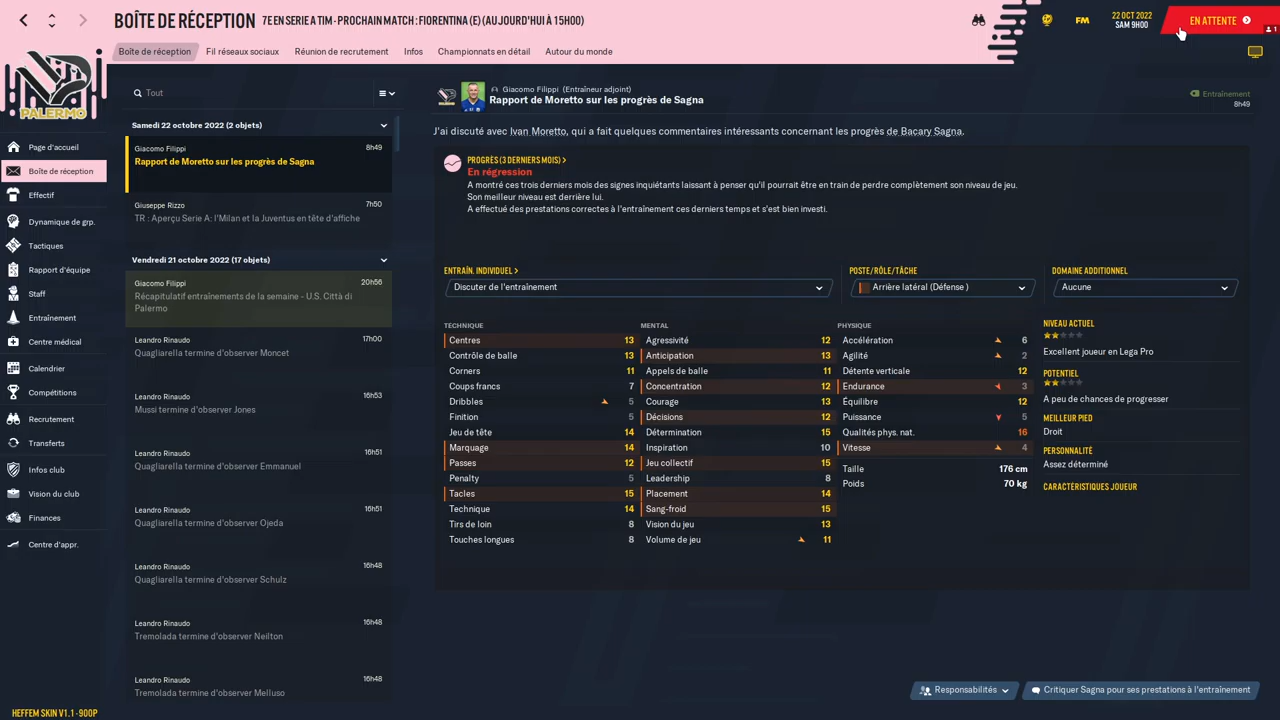 BOÎTE DE RÉCEPTION 7E EN SERIE A TIM - PROCHAIN MATCH : FIORENTINA (E) (AUJOURD'HUI À 15H00)
FM
22 OCT 2022
SAM 9H00
EN ATTENTE
1
PALERMO
Boîte de réception Fil réseaux sociaux Réunion de recrutement Infos Championnats en détail Autour du monde
Page d'accueil
Boîte de réception
Effectif
Dynamique de grp.
Tactiques
Rapport d'équipe
Staff
Entraînement
Centre médical
Calendrier
Compétitions
Recrutement
Transferts
Infos club
Vision du club
Finances
Centre d'appr.
HEFFEM SKIN V1.1 - 900P
Tout
Samedi 22 octobre 2022 (2 objets)
Giacomo Filippi 8h49
Rapport de Moretto sur les progrès de Sagna
Giuseppe Rizzo 7h50
TR : Aperçu Serie A: l'Milan et la Juventus en tête d'affiche
Vendredi 21 octobre 2022 (17 objets)
Giacomo Filippi 20h56
Récapitulatif entraînements de la semaine - U.S. Città di
Palermo
Leandro Rinaudo 17h00
Quagliarella termine d'observer Moncet
Leandro Rinaudo 16h53
Mussi termine d'observer Jones
Leandro Rinaudo 16h51
Quagliarella termine d'observer Emmanuel
Leandro Rinaudo 16h51
Quagliarella termine d'observer Ojeda
Leandro Rinaudo 16h48
Quagliarella termine d'observer Schulz
Leandro Rinaudo 16h48
Tremolada termine d'observer Neilton
Leandro Rinaudo 16h48
Tremolada termine d'observer Melluso
Giacomo Filippi (Entraîneur adjoint)
Rapport de Moretto sur les progrès de Sagna
Entraînement
8h49
J'ai discuté avec Ivan Moretto, qui a fait quelques commentaires intéressants concernant les progrès de Bacary Sagna.
PROGRÈS (3 DERNIERS MOIS) >
En régression
A montré ces trois derniers mois des signes inquiétants laissant à penser qu'il pourrait être en train de perdre complètement son niveau de jeu.
Son meilleur niveau est derrière lui.
A effectué des prestations correctes à l'entraînement ces derniers temps et s'est bien investi.
ENTRAÎN. INDIVIDUEL >
Discuter de l'entraînement
POSTE/RÔLE/TÂCHE
Arrière latéral (Défense )
DOMAINE ADDITIONNEL
Aucune
TECHNIQUE
Centres 13
Contrôle de balle 13
Corners 11
Coups francs 7
Dribbles 5
Finition 5
Jeu de tête 14
Marquage 14
Passes 12
Penalty 5
Tacles 15
Technique 14
Tirs de loin 8
Touches longues 8
MENTAL
Agressivité 12
Anticipation 13
Appels de balle 11
Concentration 12
Courage 13
Décisions 12
Détermination 15
Inspiration 10
Jeu collectif 15
Leadership 8
Placement 14
Sang-froid 15
Vision du jeu 13
Volume de jeu 11
PHYSIQUE
Accélération 6
Agilité 2
Détente verticale 12
Endurance 3
Équilibre 12
Puissance 5
Qualités phys. nat. 16
Vitesse 4
Taille 176 cm
Poids 70 kg
NIVEAU ACTUEL
Excellent joueur en Lega Pro
POTENTIEL
A peu de chances de progresser
MEILLEUR PIED
Droit
PERSONNALITÉ
Assez déterminé
CARACTÉRISTIQUES JOUEUR
Responsabilités
Critiquer Sagna pour ses prestations à l'entraînement